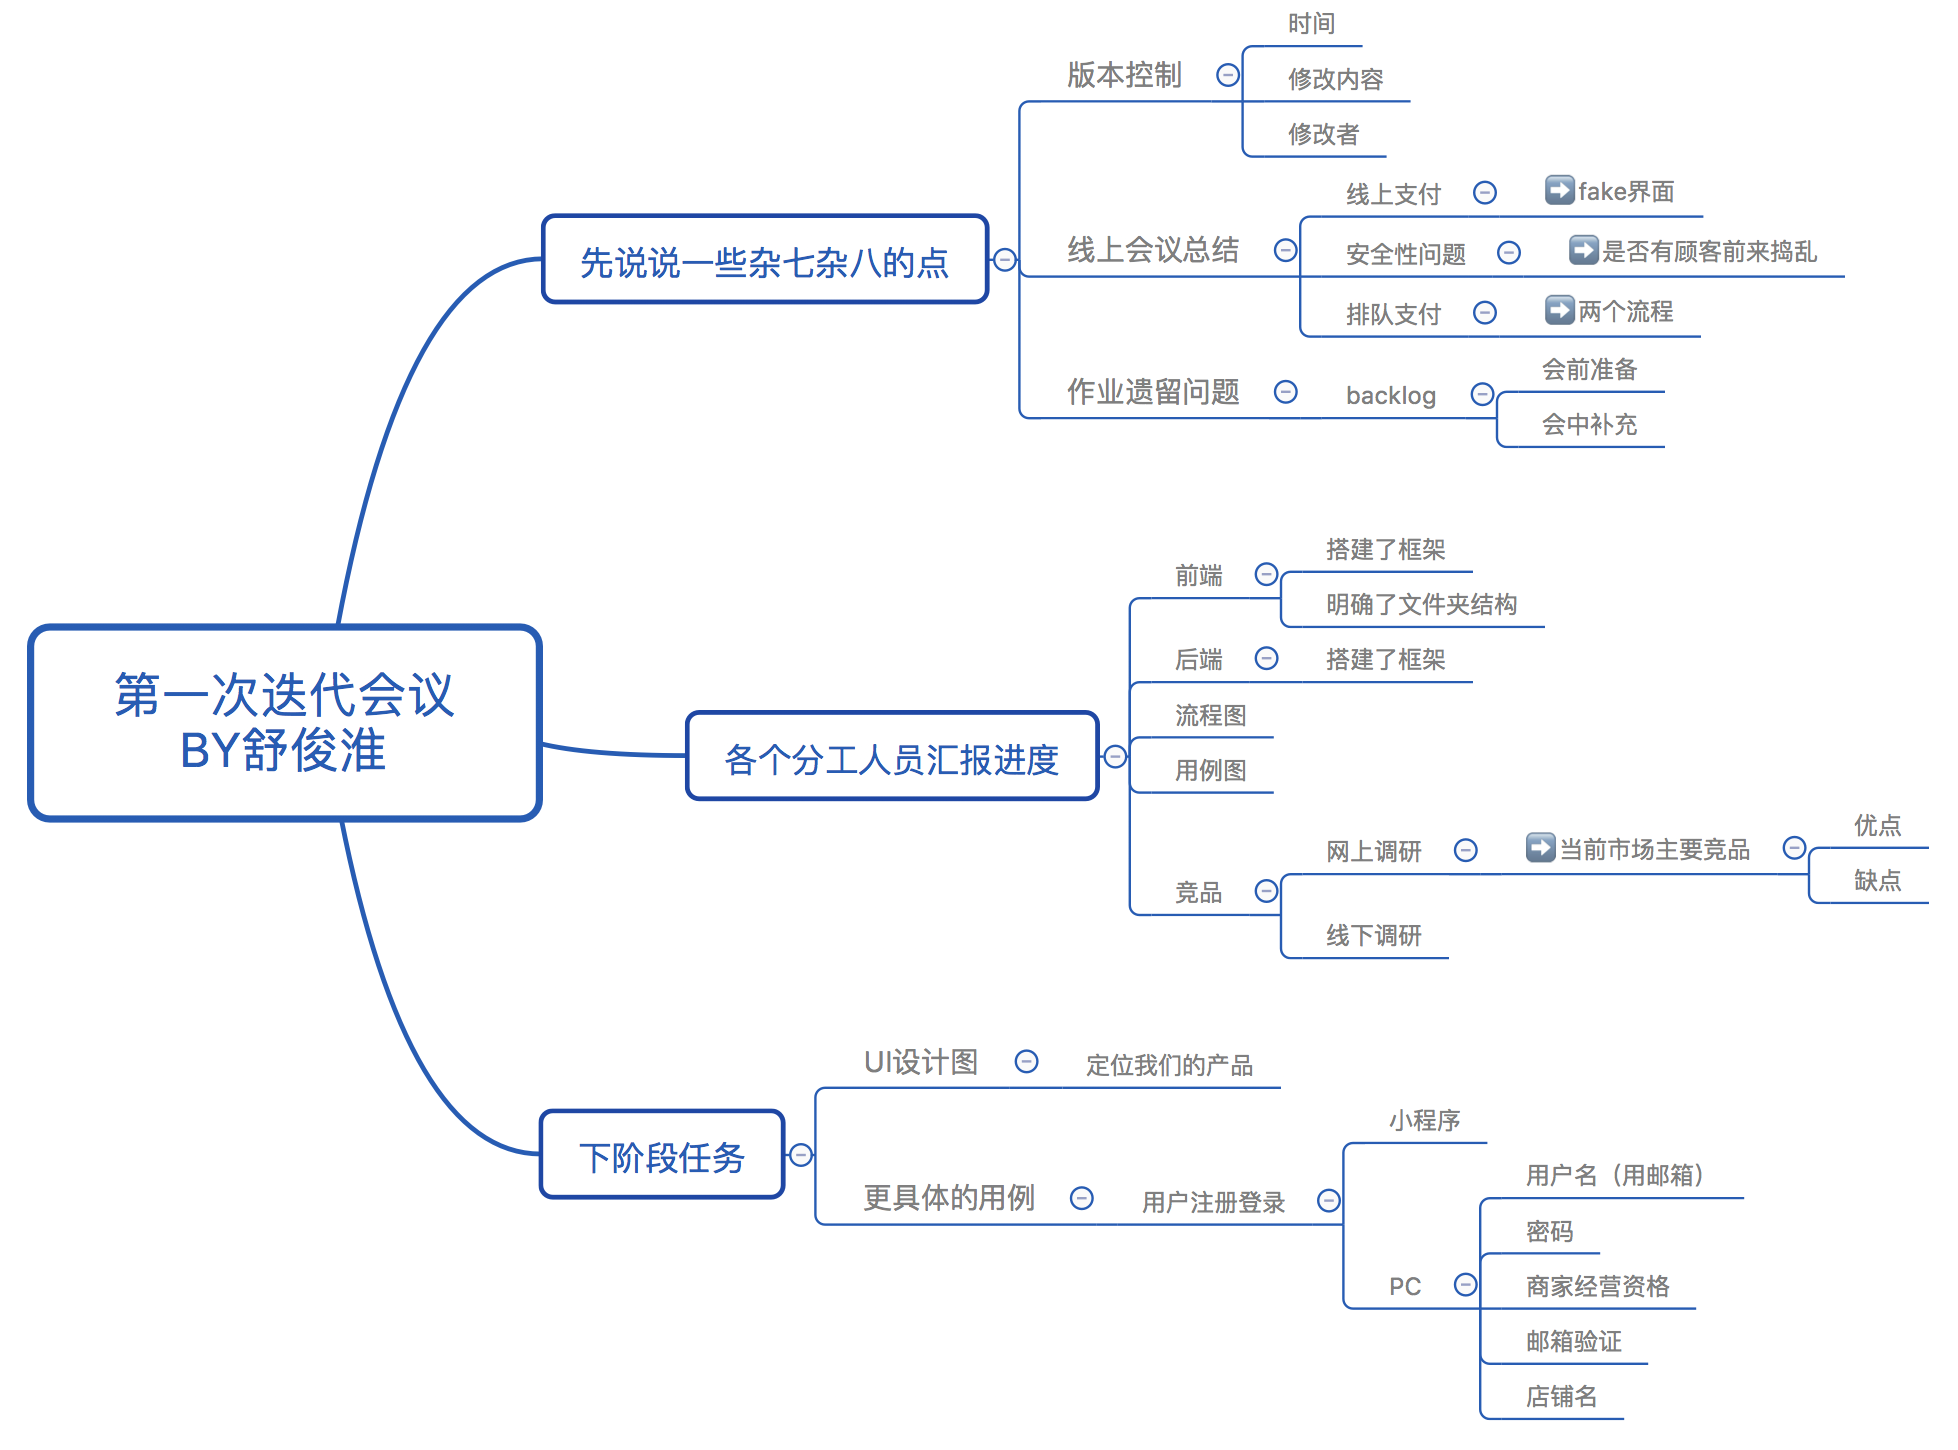 第一次迭代会议
BY舒俊淮
先说说一些杂七杂八的点
版本控制
时间
修改内容
修改者
线上会议总结
线上支付
➡fake界面
安全性问题
➡是否有顾客前来捣乱
排队支付
➡两个流程
作业遗留问题
backlog
会前准备
会中补充
各个分工人员汇报进度
前端
搭建了框架
明确了文件夹结构
后端
搭建了框架
流程图
用例图
竞品
网上调研
➡当前市场主要竞品
优点
缺点
线下调研
下阶段任务
UI设计图
定位我们的产品
更具体的用例
用户注册登录
小程序
PC
用户名（用邮箱）
密码
商家经营资格
邮箱验证
店铺名